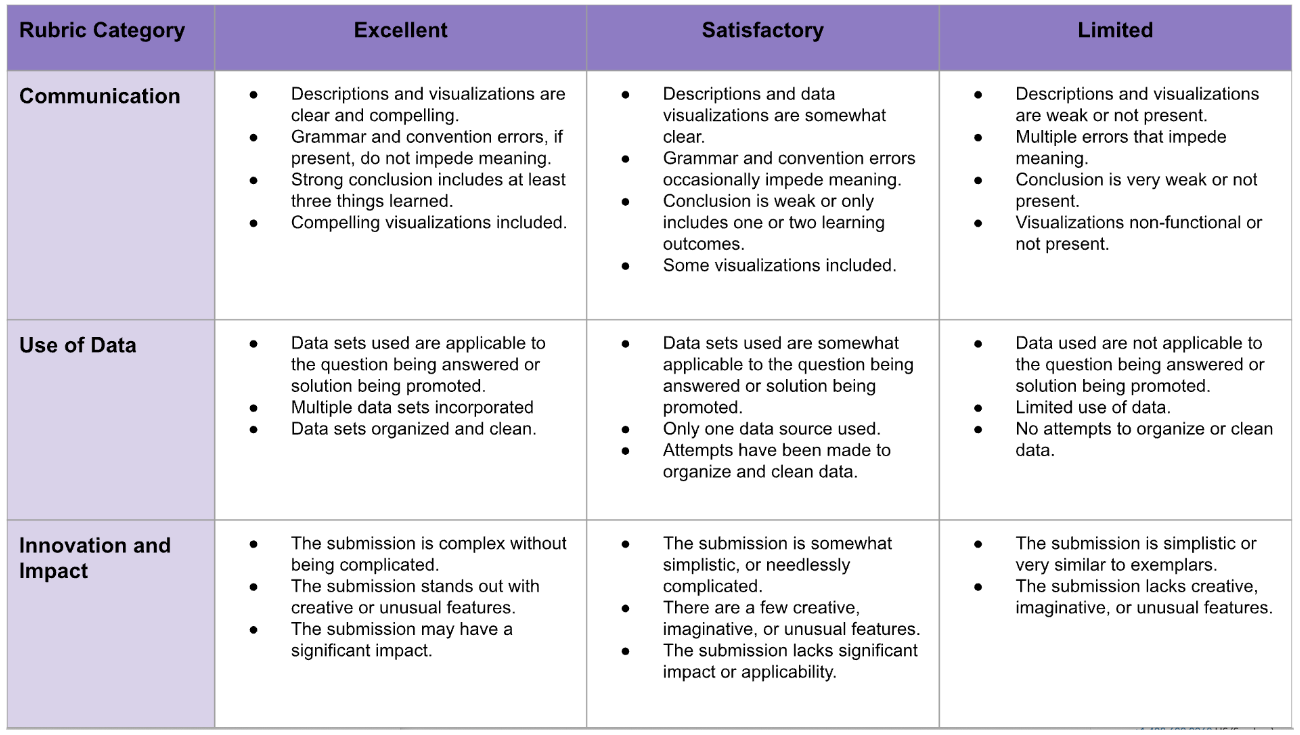 Rubric Category
Excellent
Satisfactory
Limited
Communication
● Descriptions and visualizations are
clear and compelling.
● Grammar and convention errors, if
present, do not impede meaning.
● Strong conclusion includes at least
three things learned.
● Compelling visualizations included.
● Descriptions and data
visualizations are somewhat
clear.
● Grammar and convention errors
occasionally impede meaning.
● Conclusion is weak or only
includes one or two learning
outcomes.
● Some visualizations included.
● Descriptions and visualizations
are weak or not present.
● Multiple errors that impede
meaning.
● Conclusion is very weak or not
present.
● Visualizations non-functional or
not present.
Use of Data
● Data sets used are applicable to
the question being answered or
solution being promoted.
● Multiple data sets incorporated
● Data sets organized and clean.
● Data sets used are somewhat
applicable to the question being
answered or solution being
promoted.
● Only one data source used.
● Attempts have been made to
organize and clean data.
● Data used are not applicable to
the question being answered or
solution being promoted.
● Limited use of data.
● No attempts to organize or clean
data.
Innovation and
Impact
● The submission is complex without
being complicated.
● The submission stands out with
creative or unusual features.
● The submission may have a
significant impact.
● The submission is somewhat
simplistic, or needlessly
complicated.
● There are a few creative,
imaginative, or unusual features.
● The submission lacks significant
impact or applicability.
● The submission is simplistic or
very similar to exemplars.
● The submission lacks creative,
imaginative, or unusual features.